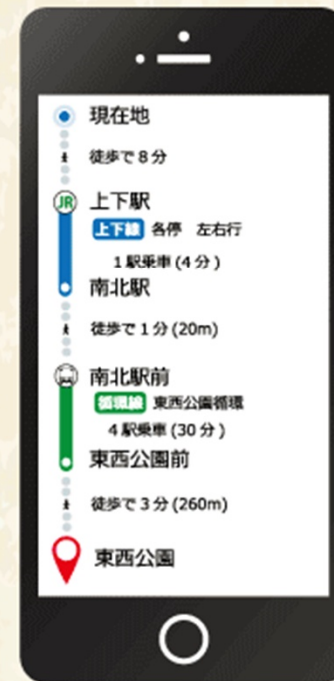 現在地
徒歩で8分
JR 上下駅
上下線 各停 左右行
1駅乗車(4分)
南北駅
徒歩で1分(20m)
南北駅前
循環線 東西公園循環
4駅乗車(30分)
東西公園前
徒歩で3分(260m)
東西公園